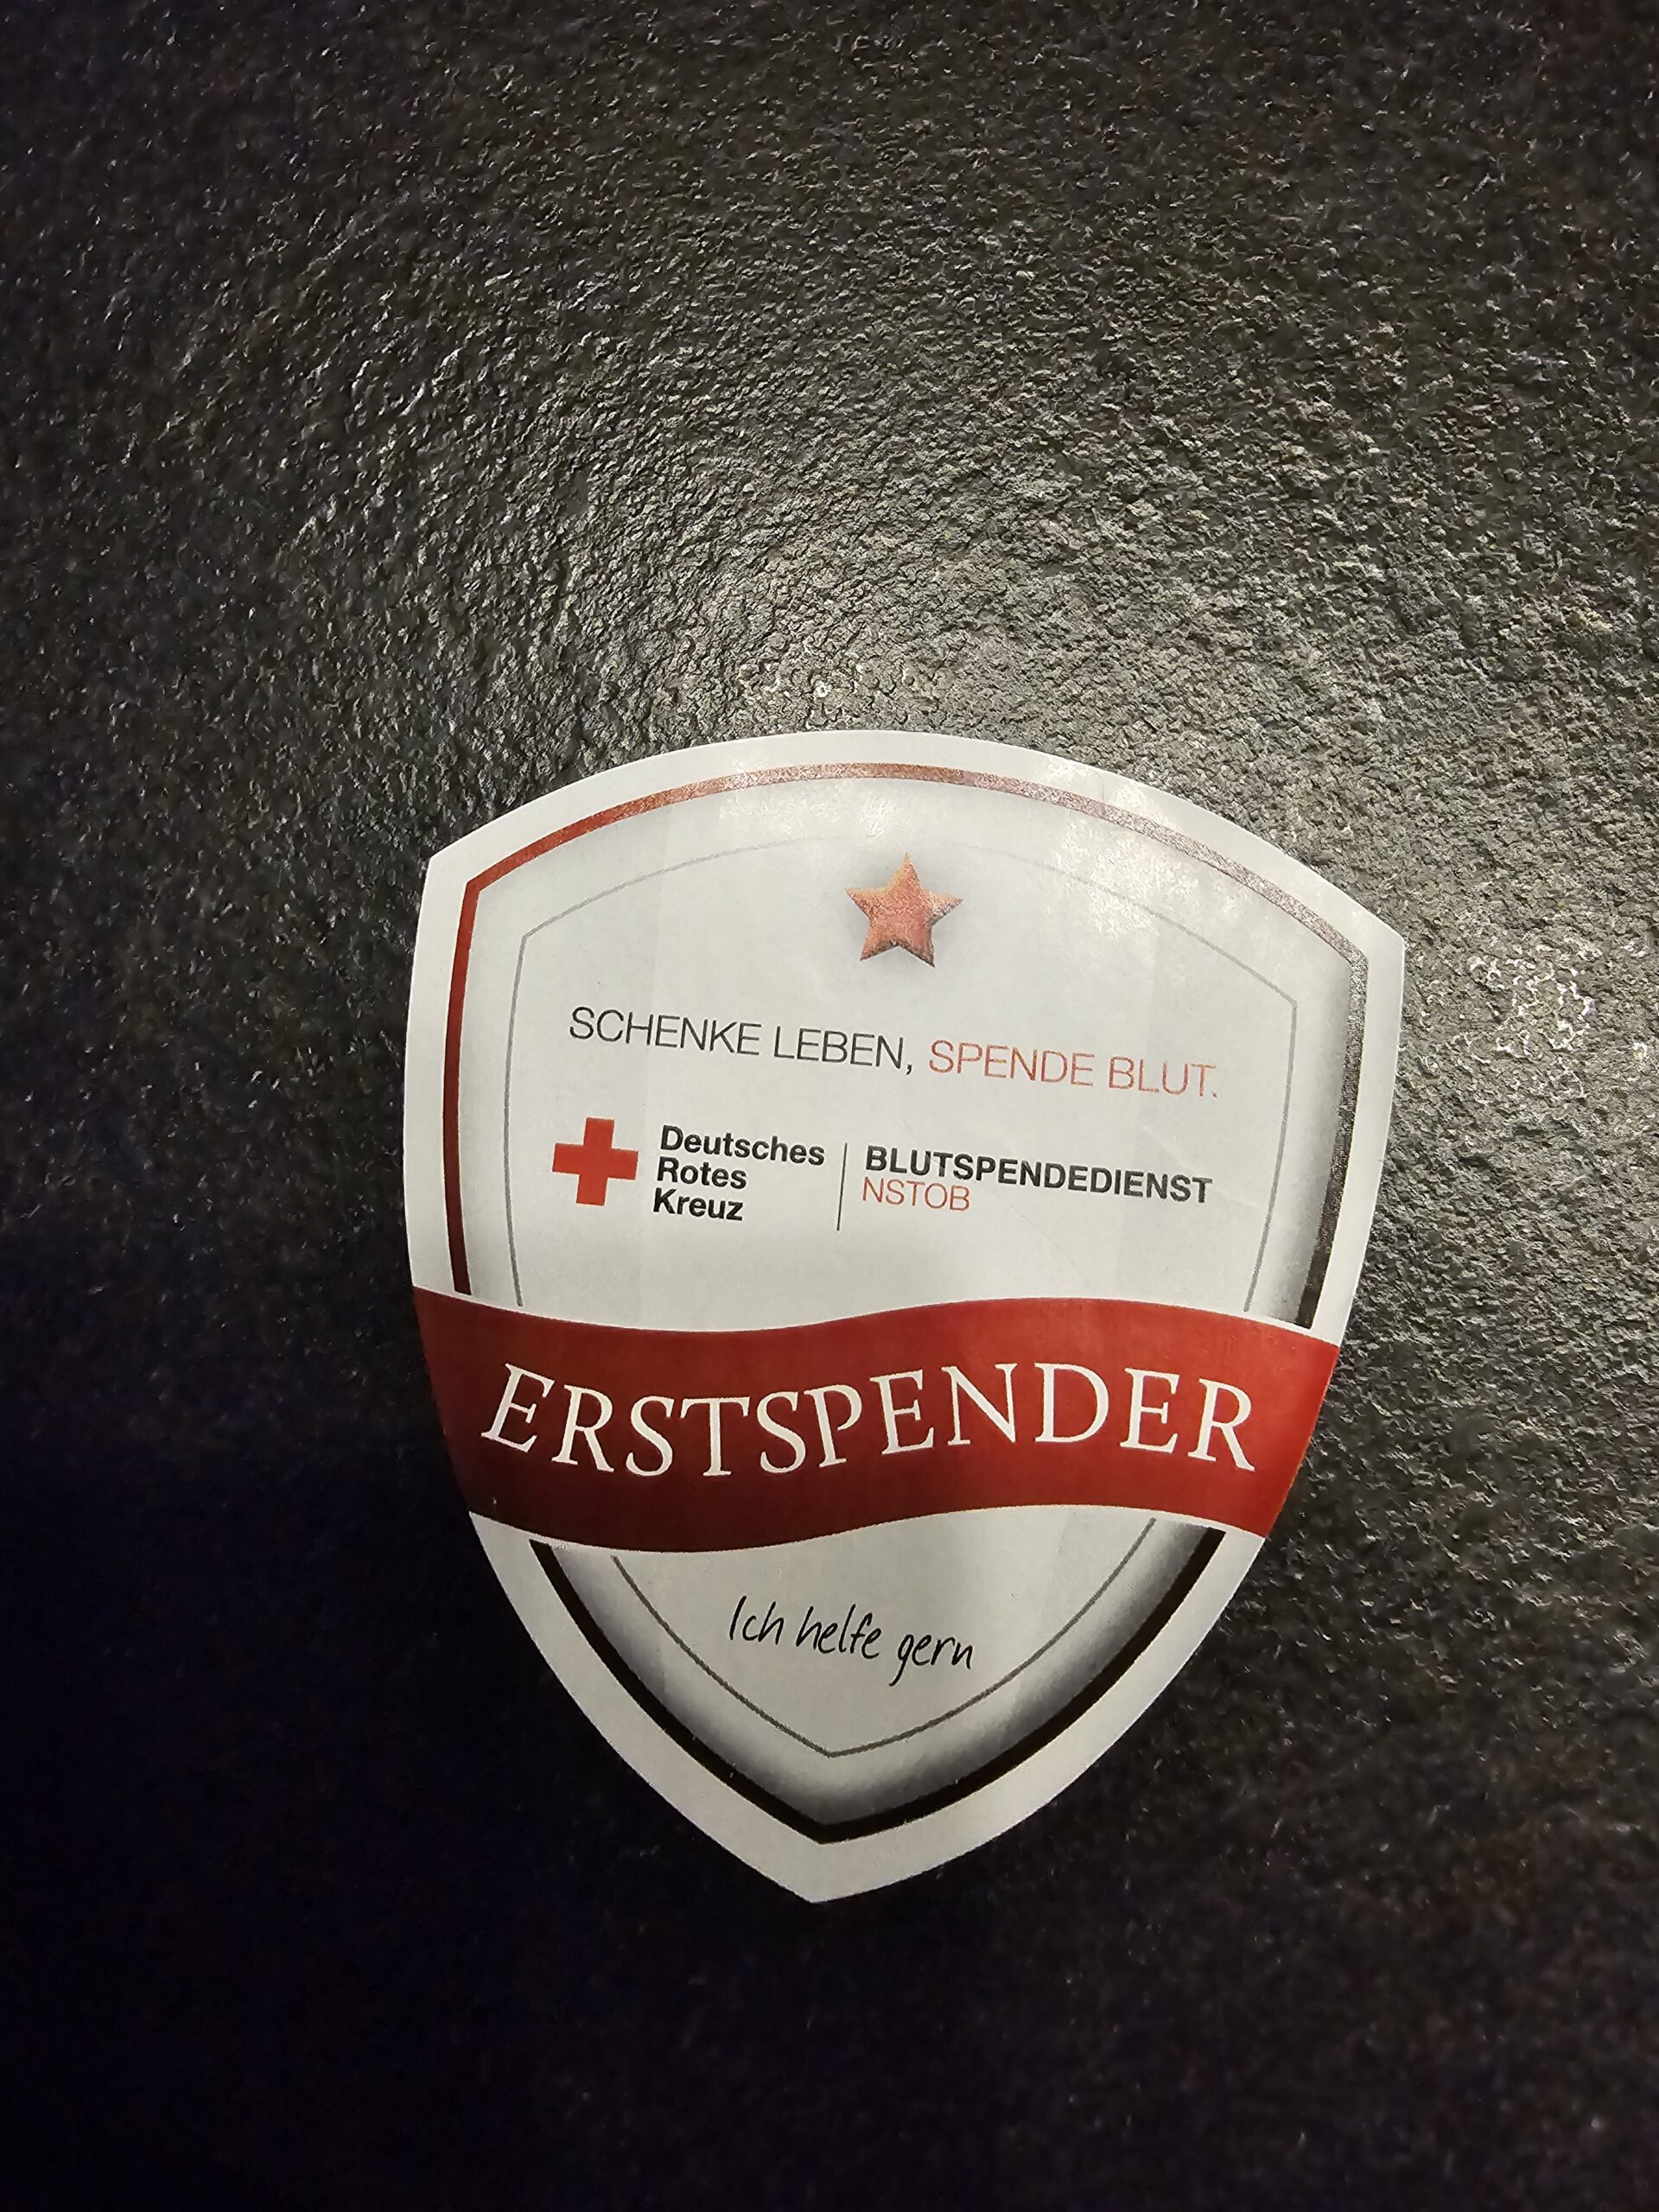 SCHENKE LEBEN, SPENDE BLUT.
Deutsches
Rotes
Kreuz
BLUTSPENDEDIENST
NSTOB
ERSTSPENDER
Ich helfe gern